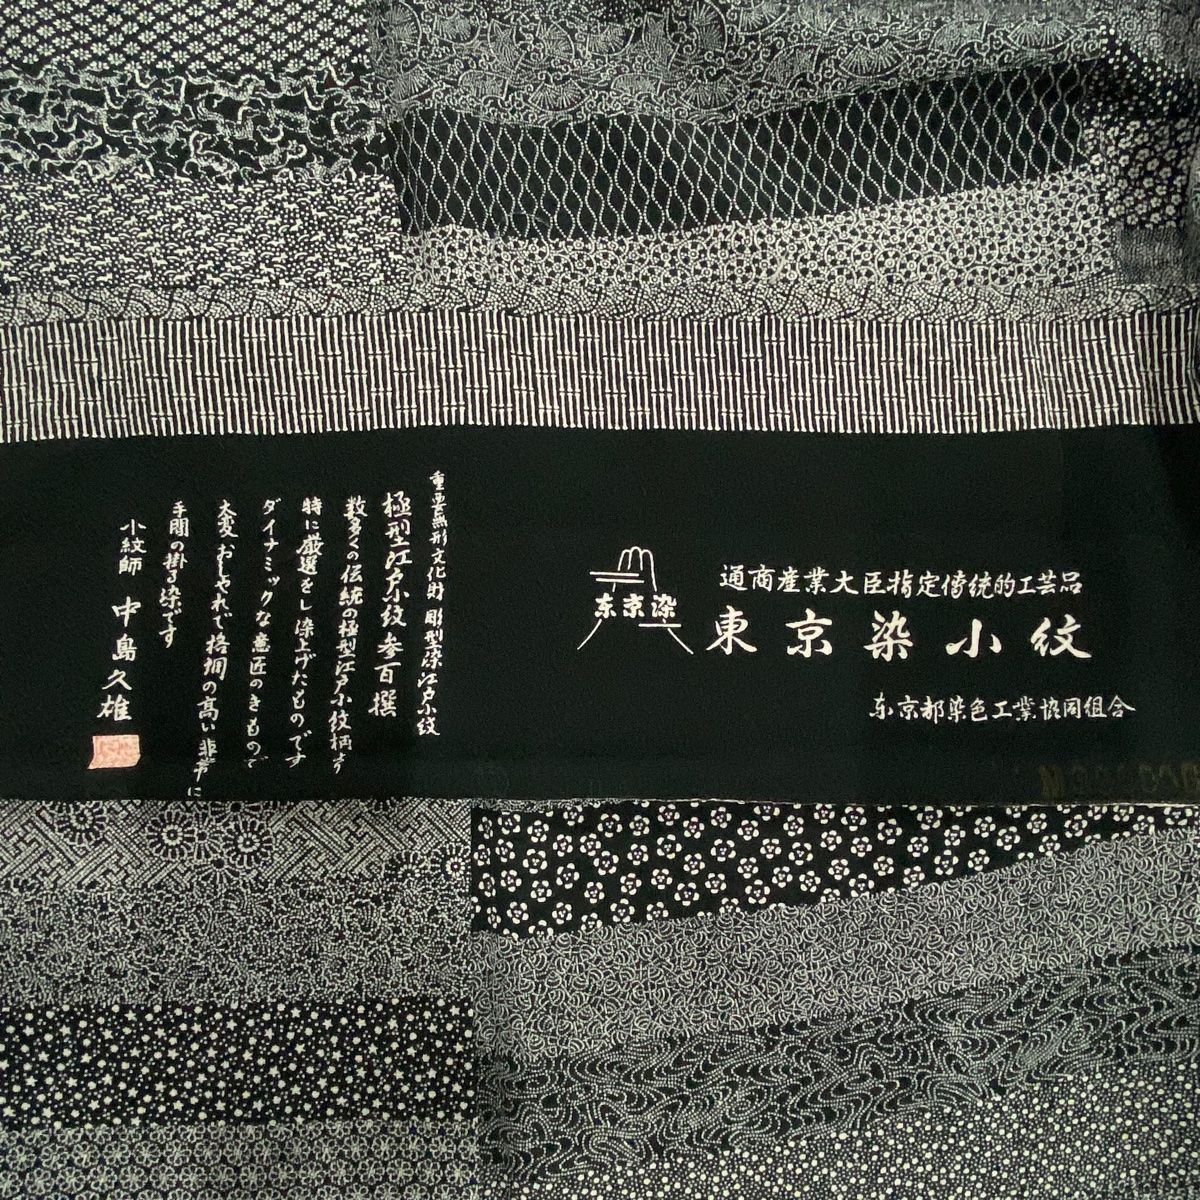 重要無形文化財 彫型染江戸小紋
極型江戸小紋参百撰
数多くの伝統の極型江戸小紋柄より
特に厳選をし染上げたものです
ダイナミックな意匠のきもので
大変おしゃれで格調の高い非常に
手間の掛る染です
小紋師 中島久雄
东京染
通商産業大臣指定傳統的工芸品
東京染小紋
东京都染色工業協同組合